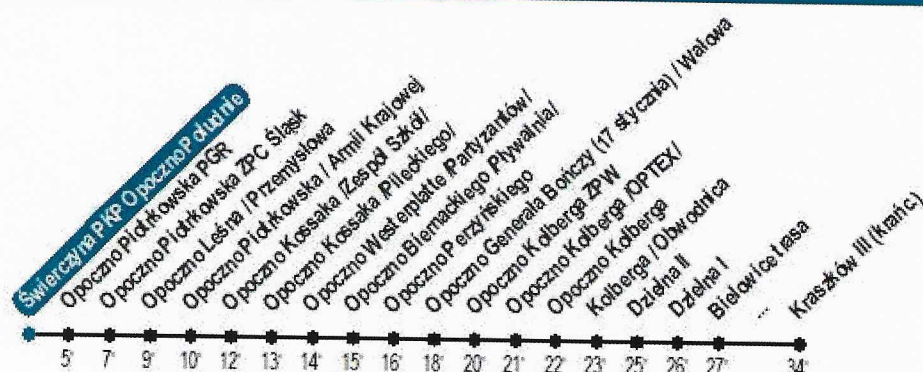 Świerczyna PKP Opoczno Południe
Opoczno Piotrkowska PGR
Opoczno Piotrkowska ZPC Śląsk
Opoczno Leśna / Przemysłowa
Opoczno Piotrkowska / Armii Krajowej
Opoczno Kossaka /Zespół Szkół/
Opoczno Kossaka Pileckiego/
Opoczno Westerplatte Partyzantów/
Opoczno Biernackiego Pływalnia/
Opoczno Perzyńskiego
Opoczno Generała Bończy (17 stycznia) / Wałowa
Opoczno Kolberga ZPW
Opoczno Kolberga /OPTEX/
Opoczno Kolberga
Kolberga / Obwodnica
Dzielna II
Dzielna I
Bielowice trasa
...
Kraszków III (kraniec)
5' 7' 9' 10' 12' 13' 14' 15' 16' 18' 20' 21' 22' 23' 25' 26' 27' 34'